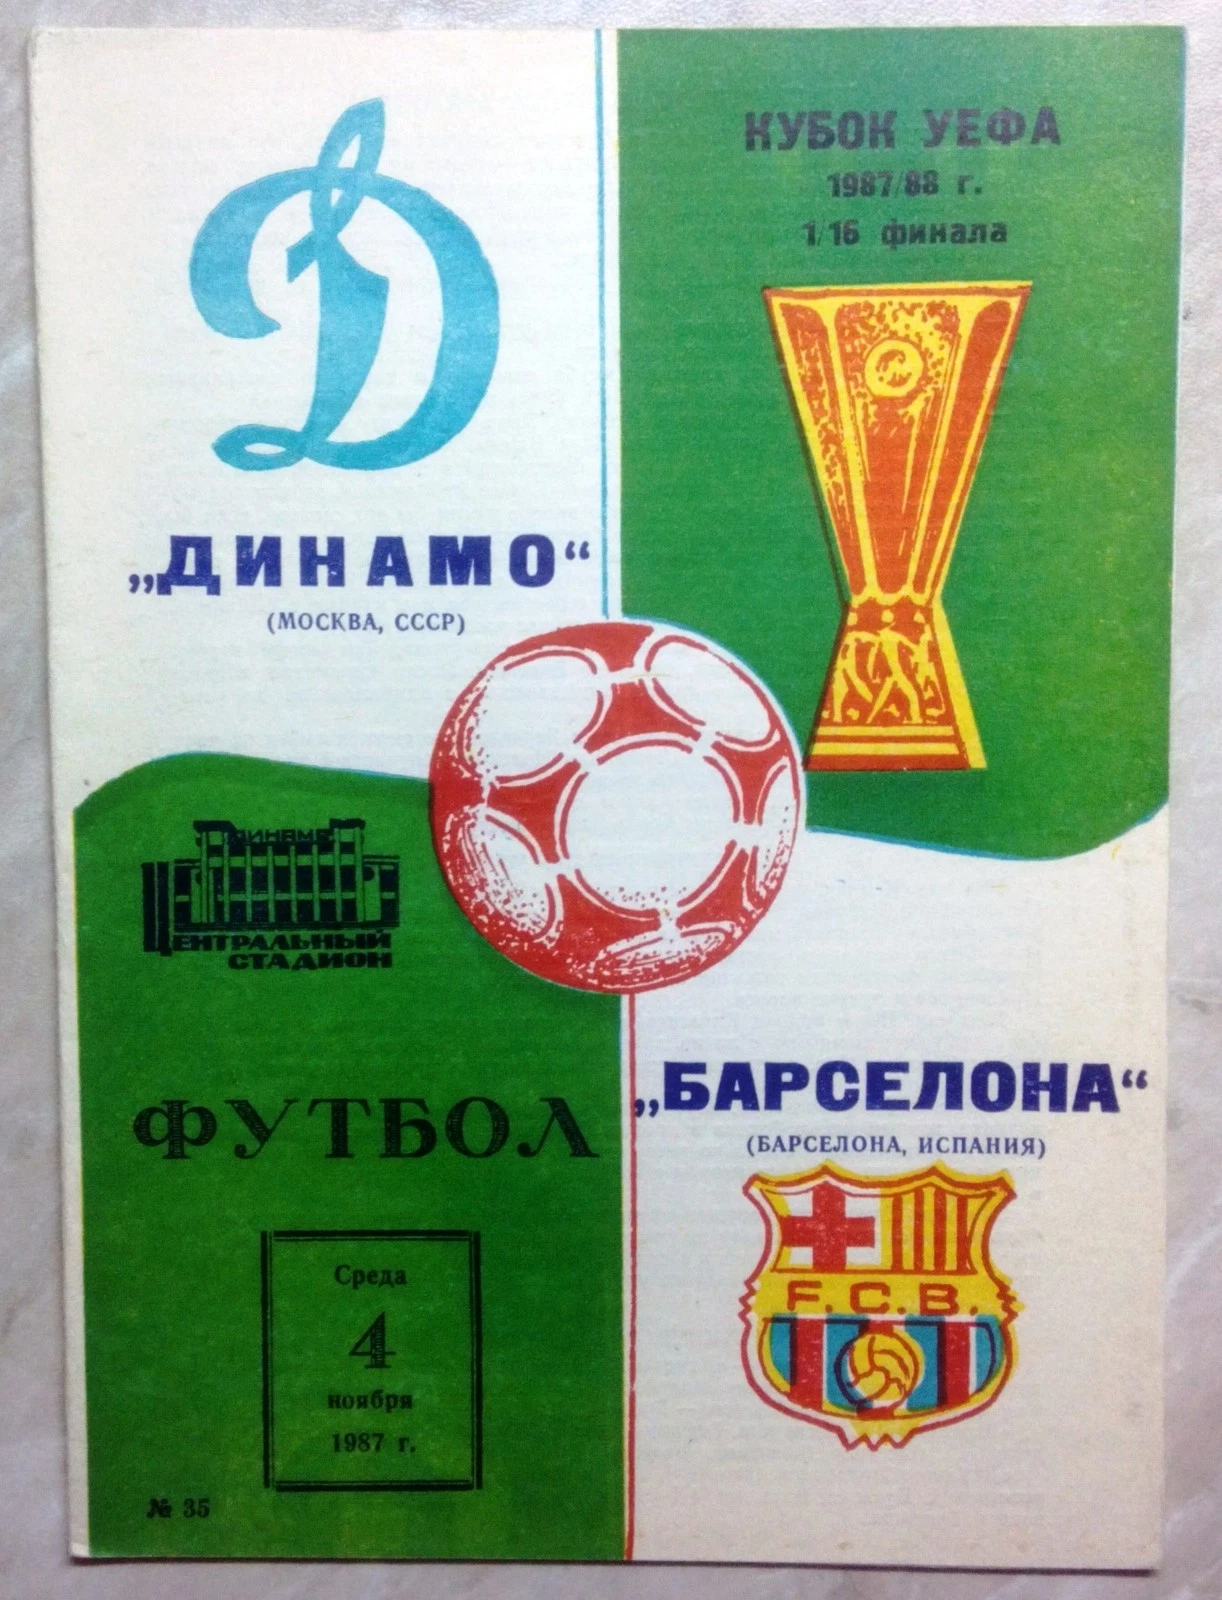 КУБОК УЕФА
1987/88 г.
1/16 финала
„ДИНАМО“
(МОСКВА, СССР)
ДИНАМО
ЦЕНТРАЛЬНЫЙ
СТАДИОН
ФУТБОЛ
„БАРСЕЛОНА“
(БАРСЕЛОНА, ИСПАНИЯ)
F.C.B.
Среда
4
ноября
1987 г.
№ 35